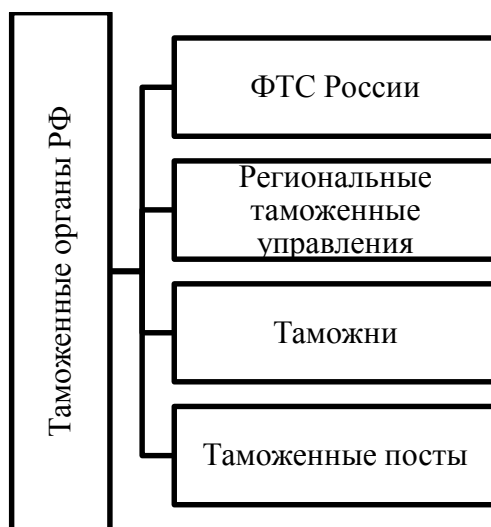 Таможенные органы РФ
ФТС России
Региональные
таможенные
управления
Таможни
Таможенные посты